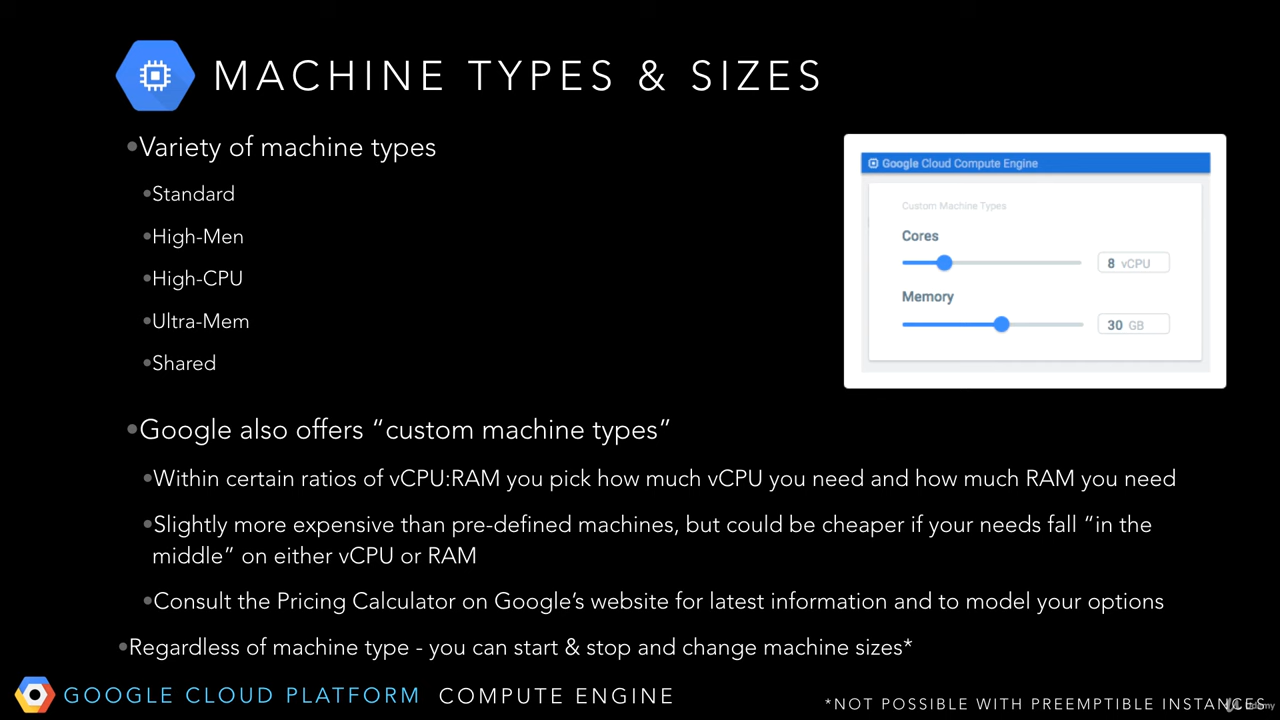 MACHINE TYPES & SIZES
•Variety of machine types
•Standard
•High-Men
•High-CPU
•Ultra-Mem
•Shared
Google Cloud Compute Engine
Custom Machine Types
Cores
8 vCPU
Memory
30 GB
•Google also offers “custom machine types”
•Within certain ratios of vCPU:RAM you pick how much vCPU you need and how much RAM you need
•Slightly more expensive than pre-defined machines, but could be cheaper if your needs fall “in the
middle” on either vCPU or RAM
•Consult the Pricing Calculator on Google’s website for latest information and to model your options
•Regardless of machine type - you can start & stop and change machine sizes*
GOOGLE CLOUD PLATFORM COMPUTE ENGINE
*NOT POSSIBLE WITH PREEMPTIBLE INSTANCES
Udemy